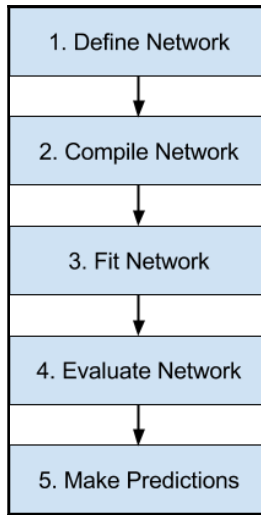 1. Define Network
2. Compile Network
3. Fit Network
4. Evaluate Network
5. Make Predictions